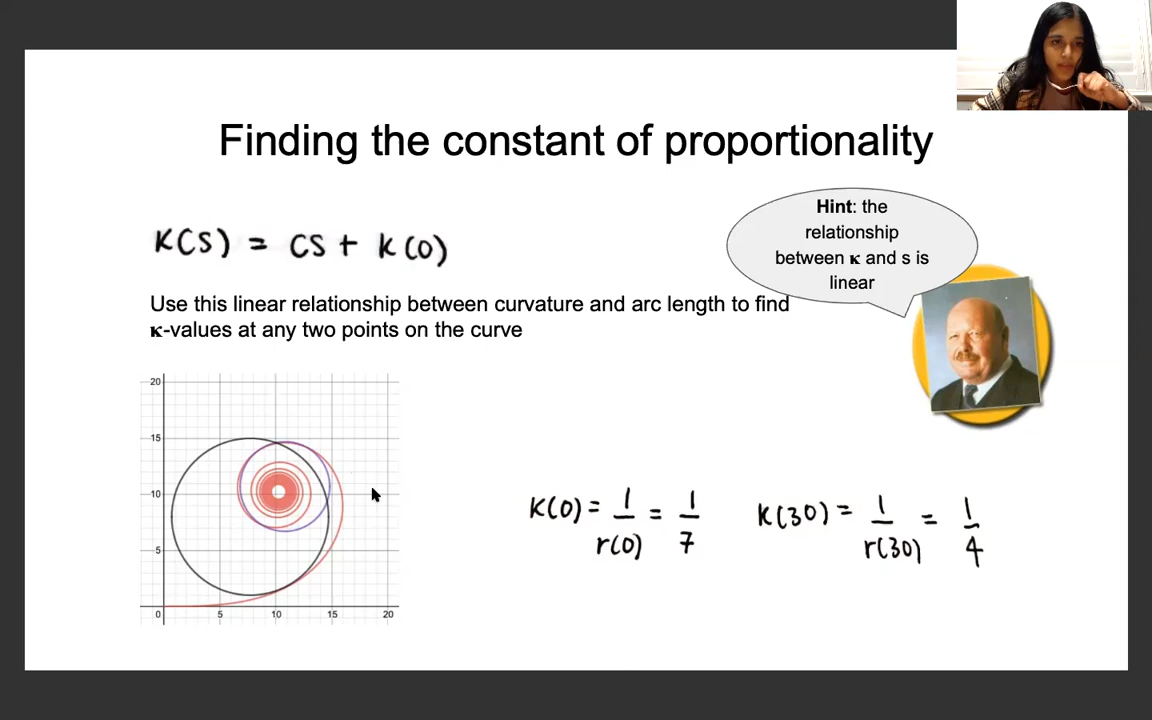 Finding the constant of proportionality
Hint: the
relationship
between κ and s is
linear
K(S) = CS + K(0)
Use this linear relationship between curvature and arc length to find
κ-values at any two points on the curve
20
15
10
5
0 5 10 15 20
K(0) = 1/r(0) = 1/7
K(30) = 1/r(30) = 1/4